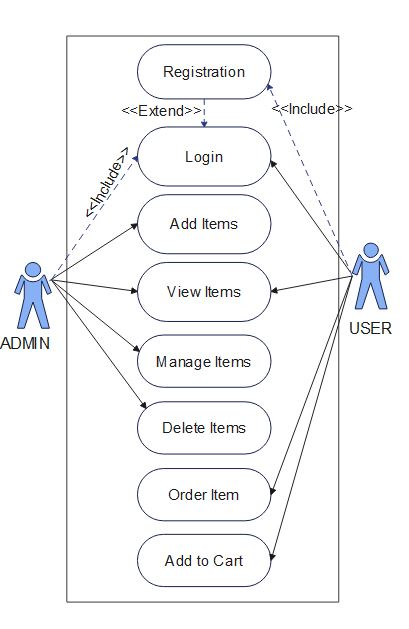 Registration
<<Extend>>
<<Include>>
Login
<<Include>>
Add Items
View Items
ADMIN
USER
Manage Items
Delete Items
Order Item
Add to Cart